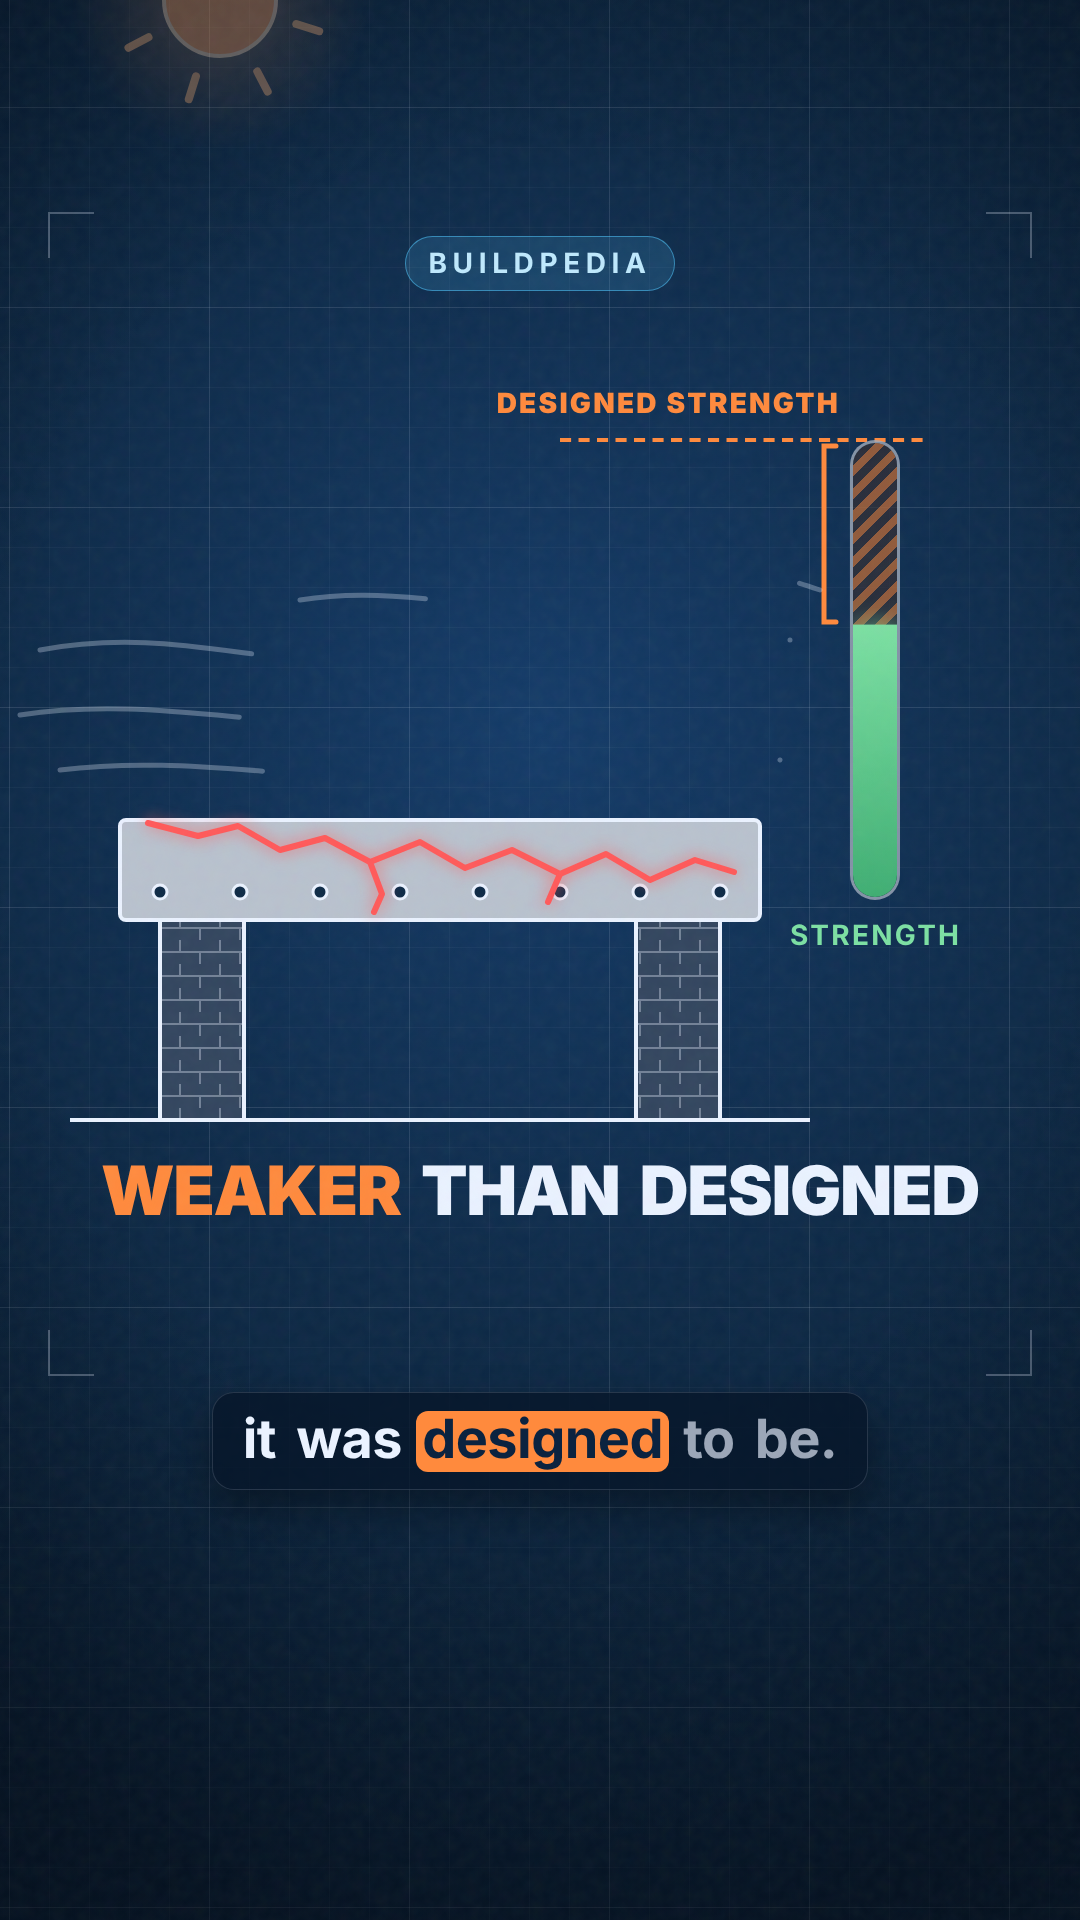 BUILDPEDIA
DESIGNED STRENGTH
STRENGTH
WEAKER THAN DESIGNED
it was designed to be.